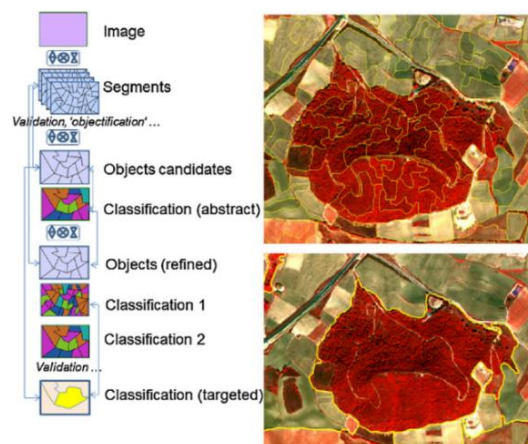 Image
Segments
Validation, 'objectification' ...
Objects candidates
Classification (abstract)
Objects (refined)
Classification 1
Classification 2
Validation ...
Classification (targeted)